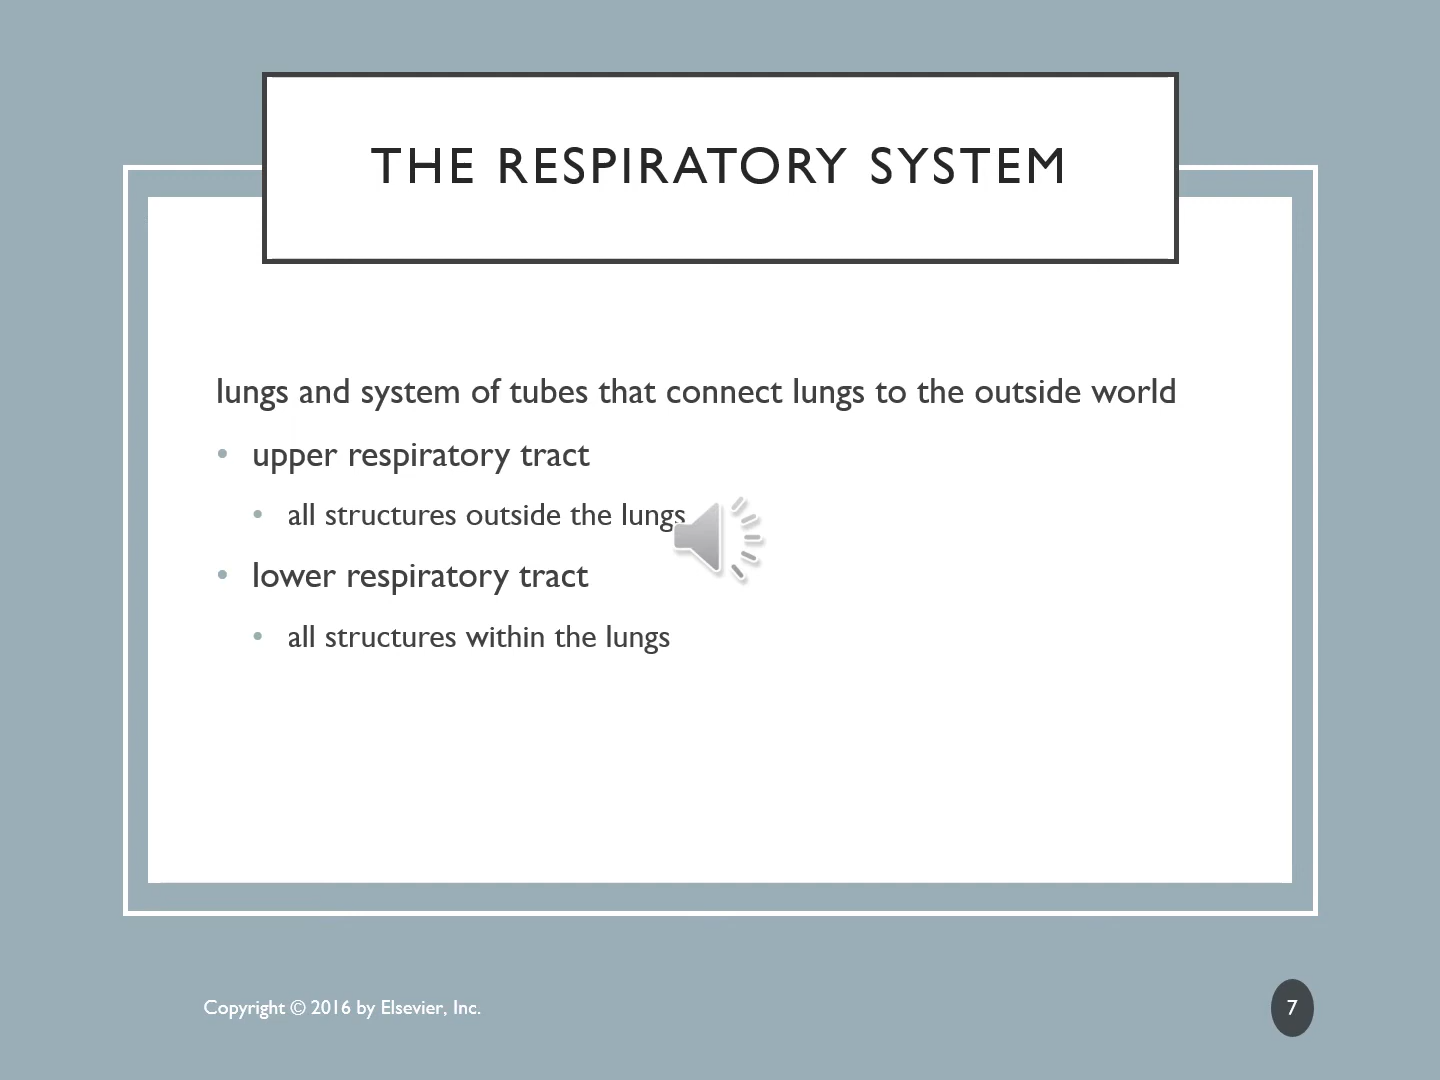 THE RESPIRATORY SYSTEM
lungs and system of tubes that connect lungs to the outside world
• upper respiratory tract
• all structures outside the lungs
• lower respiratory tract
• all structures within the lungs
Copyright © 2016 by Elsevier, Inc.
7